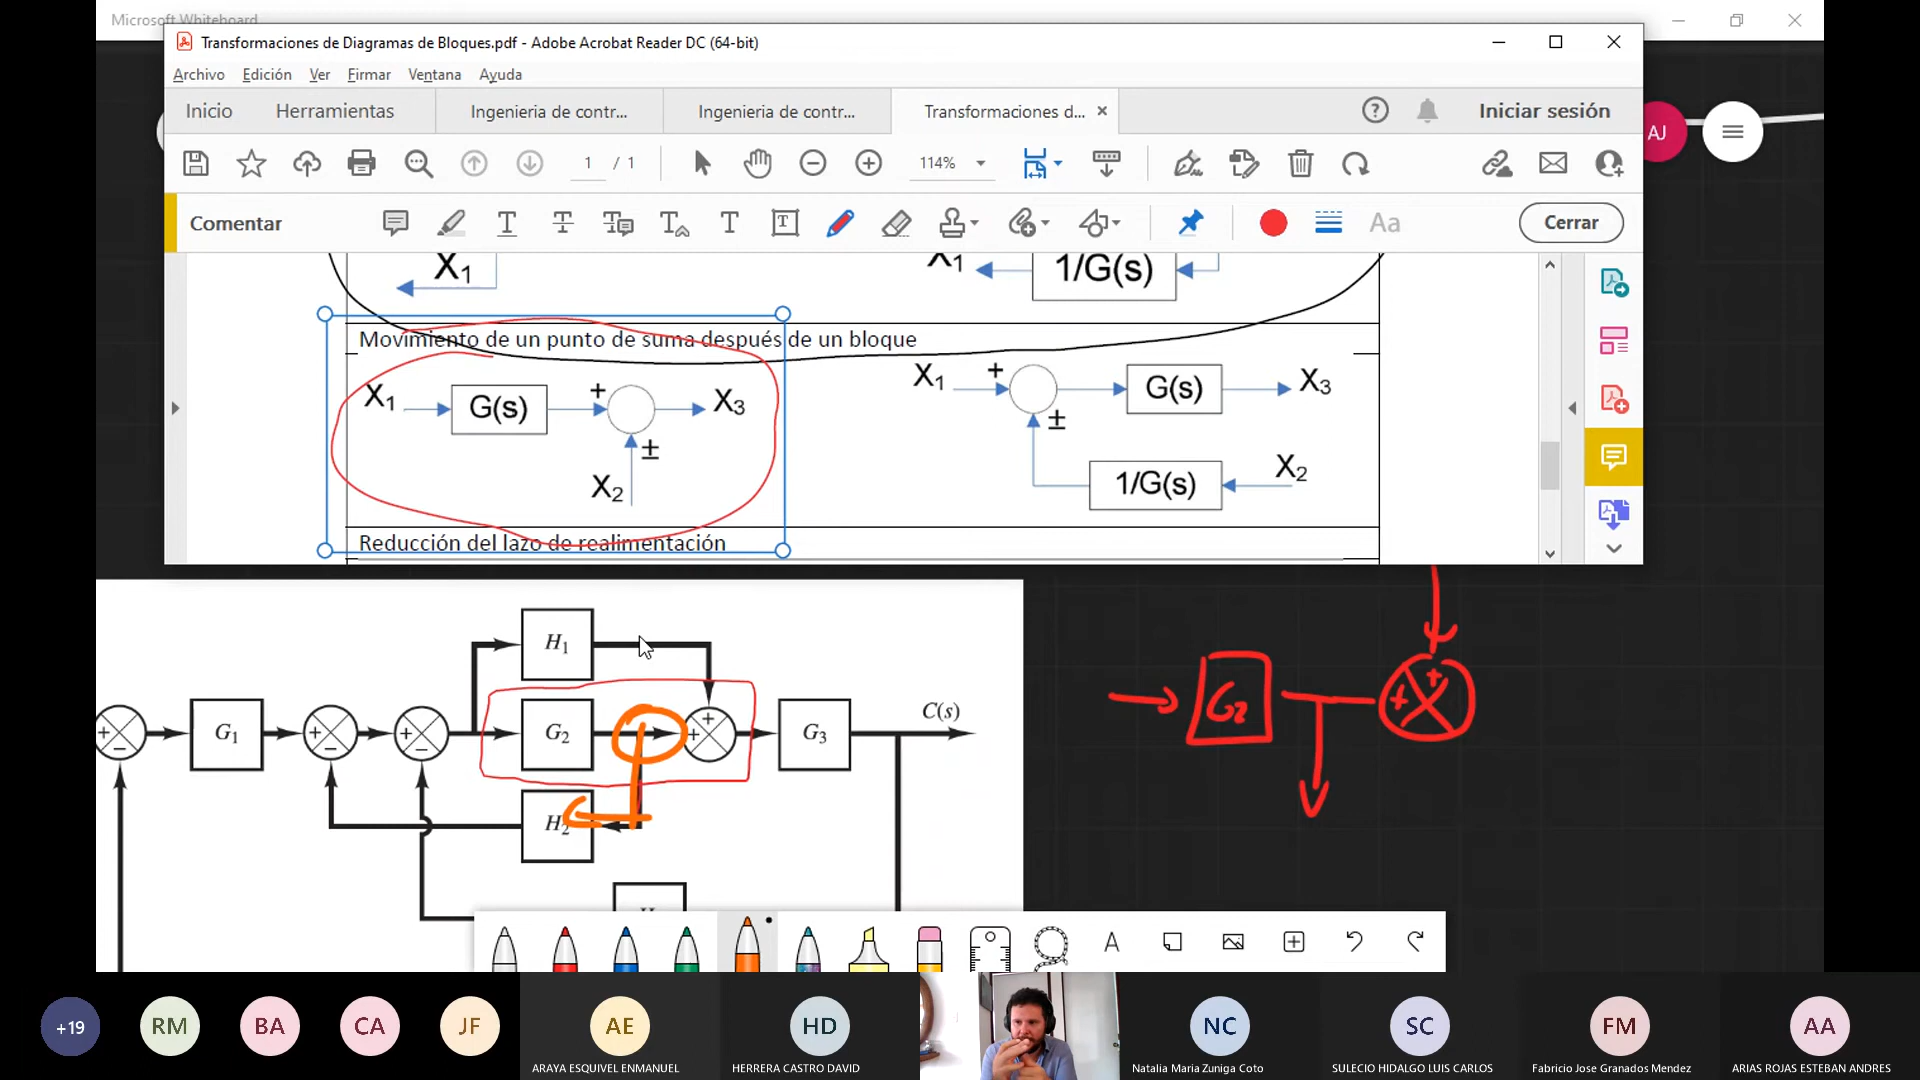 Microsoft Whiteboard
Transformaciones de Diagramas de Bloques.pdf - Adobe Acrobat Reader DC (64-bit)
Archivo Edición Ver Firmar Ventana Ayuda
Inicio Herramientas Ingenieria de contr... Ingenieria de contr... Transformaciones d... Iniciar sesión
AJ
1 / 1 114%
Comentar Aa Cerrar
X1 X1 1/G(s)
Movimiento de un punto de suma después de un bloque
X1 G(s) + X3 ± X2
X1 + G(s) X3 ± 1/G(s) X2
Reducción del lazo de realimentación
H1
+ − G1 + − + − G2 + + G3 C(s)
H2
G2 + +
A
+19 RM BA CA JF AE HD NC SC FM AA
ARAYA ESQUIVEL ENMANUEL HERRERA CASTRO DAVID Natalia Maria Zuniga Coto SULECIO HIDALGO LUIS CARLOS Fabricio Jose Granados Mendez ARIAS ROJAS ESTEBAN ANDRES